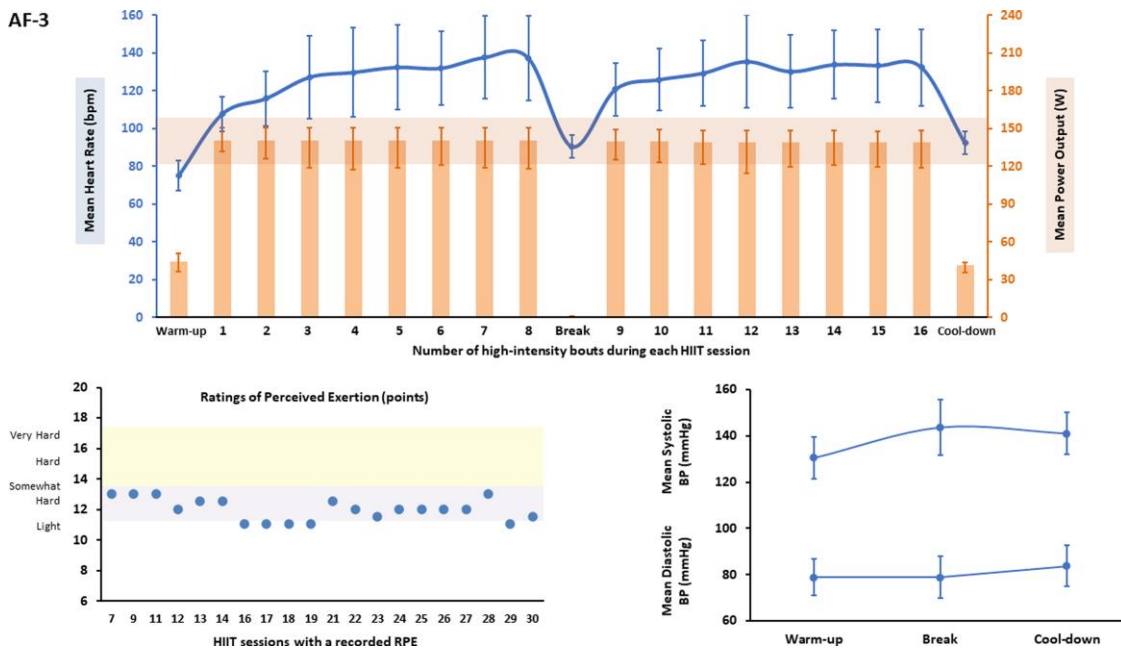 AF-3
Mean Heart Rate (bpm)
160
140
120
100
80
60
40
20
0
240
210
180
150
120
90
60
30
0
Mean Power Output (W)
Warm-up 1 2 3 4 5 6 7 8 Break 9 10 11 12 13 14 15 16 Cool-down
Number of high-intensity bouts during each HIIT session
Ratings of Perceived Exertion (points)
Very Hard
Hard
Somewhat
Hard
Light
20
18
16
14
12
10
8
6
7 9 11 12 13 14 16 17 18 19 21 22 23 24 25 26 27 28 29 30
HIIT sessions with a recorded RPE
Mean Systolic
BP (mmHg)
Mean Diastolic
BP (mmHg)
160
140
120
100
80
60
Warm-up Break Cool-down